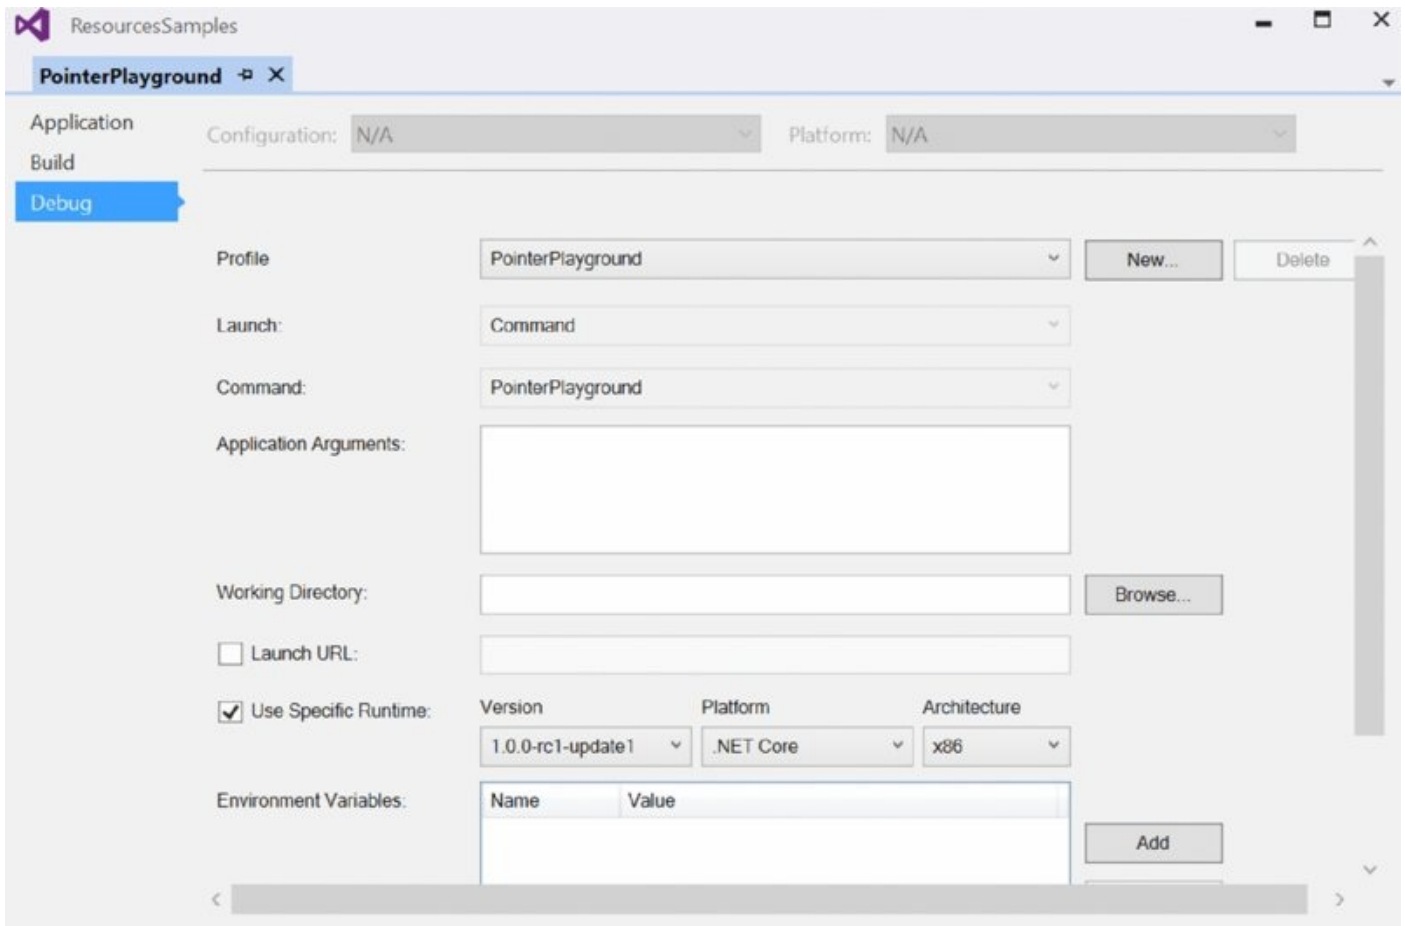 ResourcesSamples
PointerPlayground
Application
Build
Debug
Configuration: N/A Platform: N/A
Profile PointerPlayground New... Delete
Launch: Command
Command: PointerPlayground
Application Arguments:
Working Directory: Browse...
Launch URL:
Use Specific Runtime: Version Platform Architecture
1.0.0-rc1-update1 .NET Core x86
Environment Variables: Name Value
Add